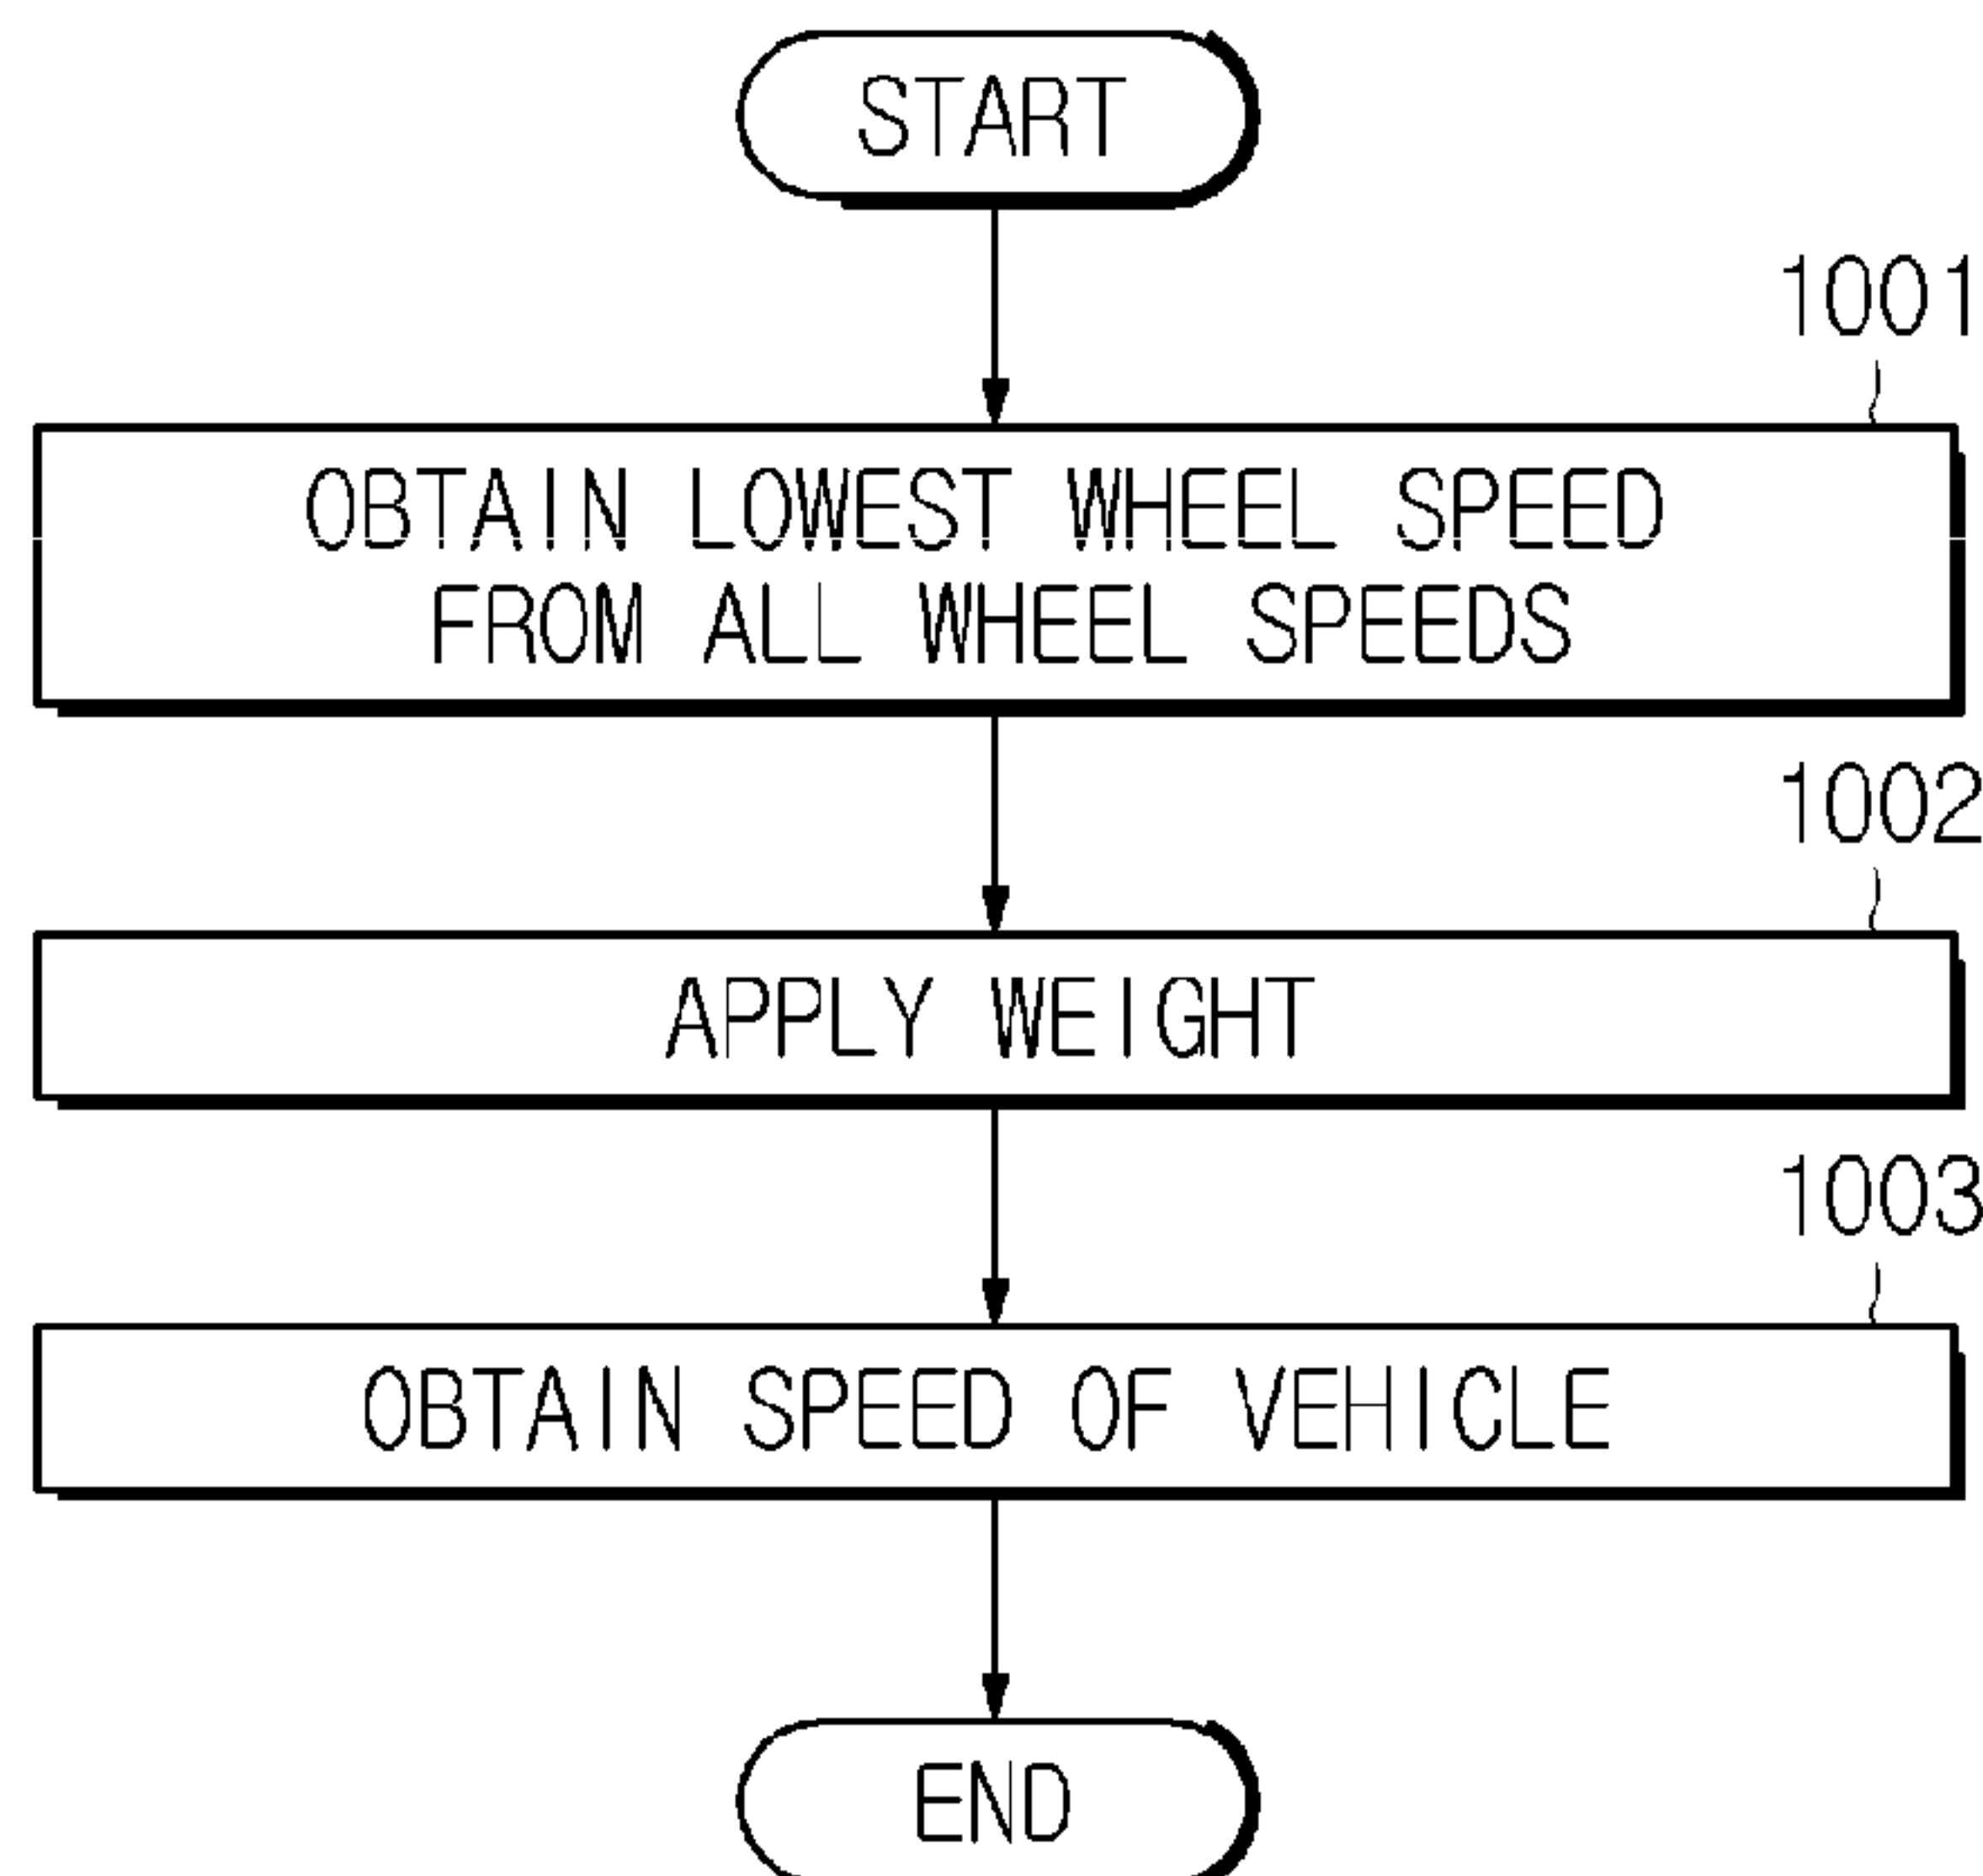 START
1001
OBTAIN LOWEST WHEEL SPEED
FROM ALL WHEEL SPEEDS
1002
APPLY WEIGHT
1003
OBTAIN SPEED OF VEHICLE
END